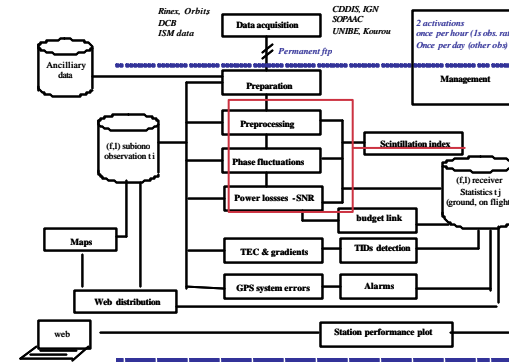 Rinex, Orbits
DCB
ISM data
Data acquisition
CDDIS, IGN
SOPAAC
UNIBE, Kourou
Permanent ftp
2 activations
once per hour (1s obs. rat
Once per day (other obs)
Management
Ancilliary
data
Preparation
Preprocessing
Phase fluctuations
Power lossses - SNR
Scintillation index
(f,I) subiono
observation t i
(f,I) receiver
Statistics t j
(ground, on flight
budget link
Maps
TEC & gradients
TIDs detection
GPS system errors
Alarms
Web distribution
web
Station performance plot